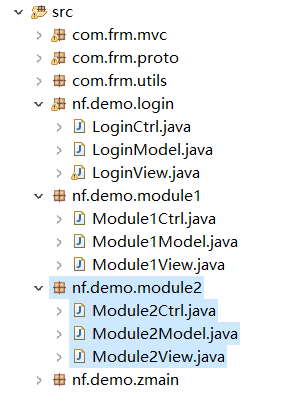 src
com.frm.mvc
com.frm.proto
com.frm.utils
nf.demo.login
LoginCtrl.java
LoginModel.java
LoginView.java
nf.demo.module1
Module1Ctrl.java
Module1Model.java
Module1View.java
nf.demo.module2
Module2Ctrl.java
Module2Model.java
Module2View.java
nf.demo.zmain